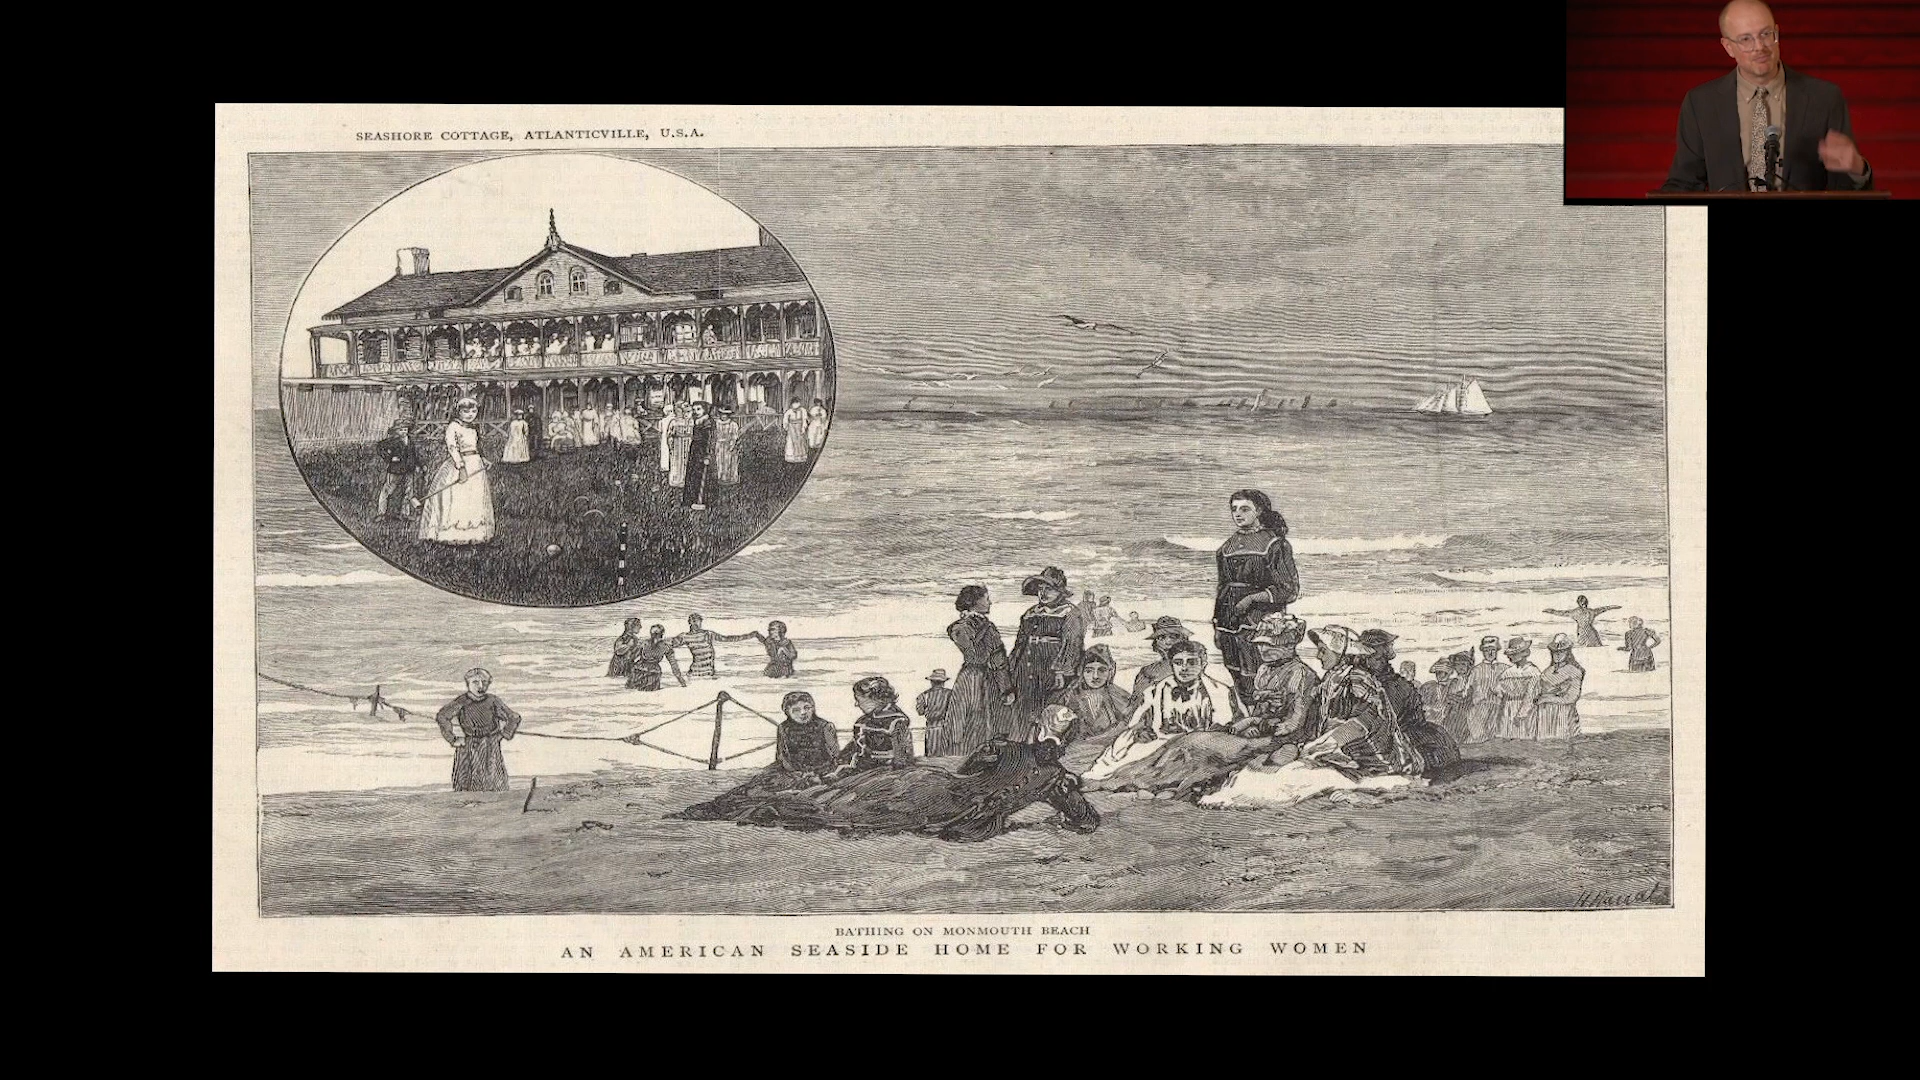 SEASHORE COTTAGE, ATLANTICVILLE, U.S.A.
BATHING ON MONMOUTH BEACH
AN AMERICAN SEASIDE HOME FOR WORKING WOMEN